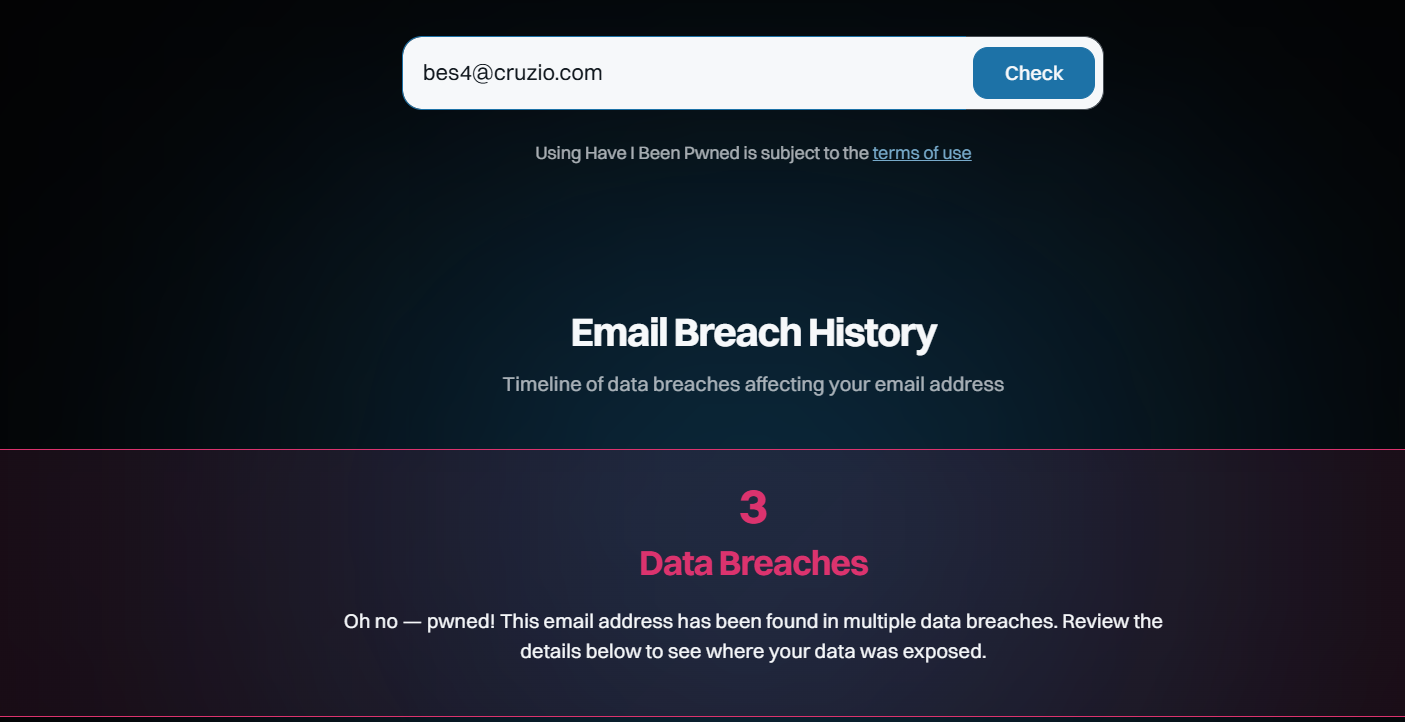 bes4@cruzio.com
Check
Using Have I Been Pwned is subject to the terms of use
Email Breach History
Timeline of data breaches affecting your email address
3
Data Breaches
Oh no — pwned! This email address has been found in multiple data breaches. Review the
details below to see where your data was exposed.